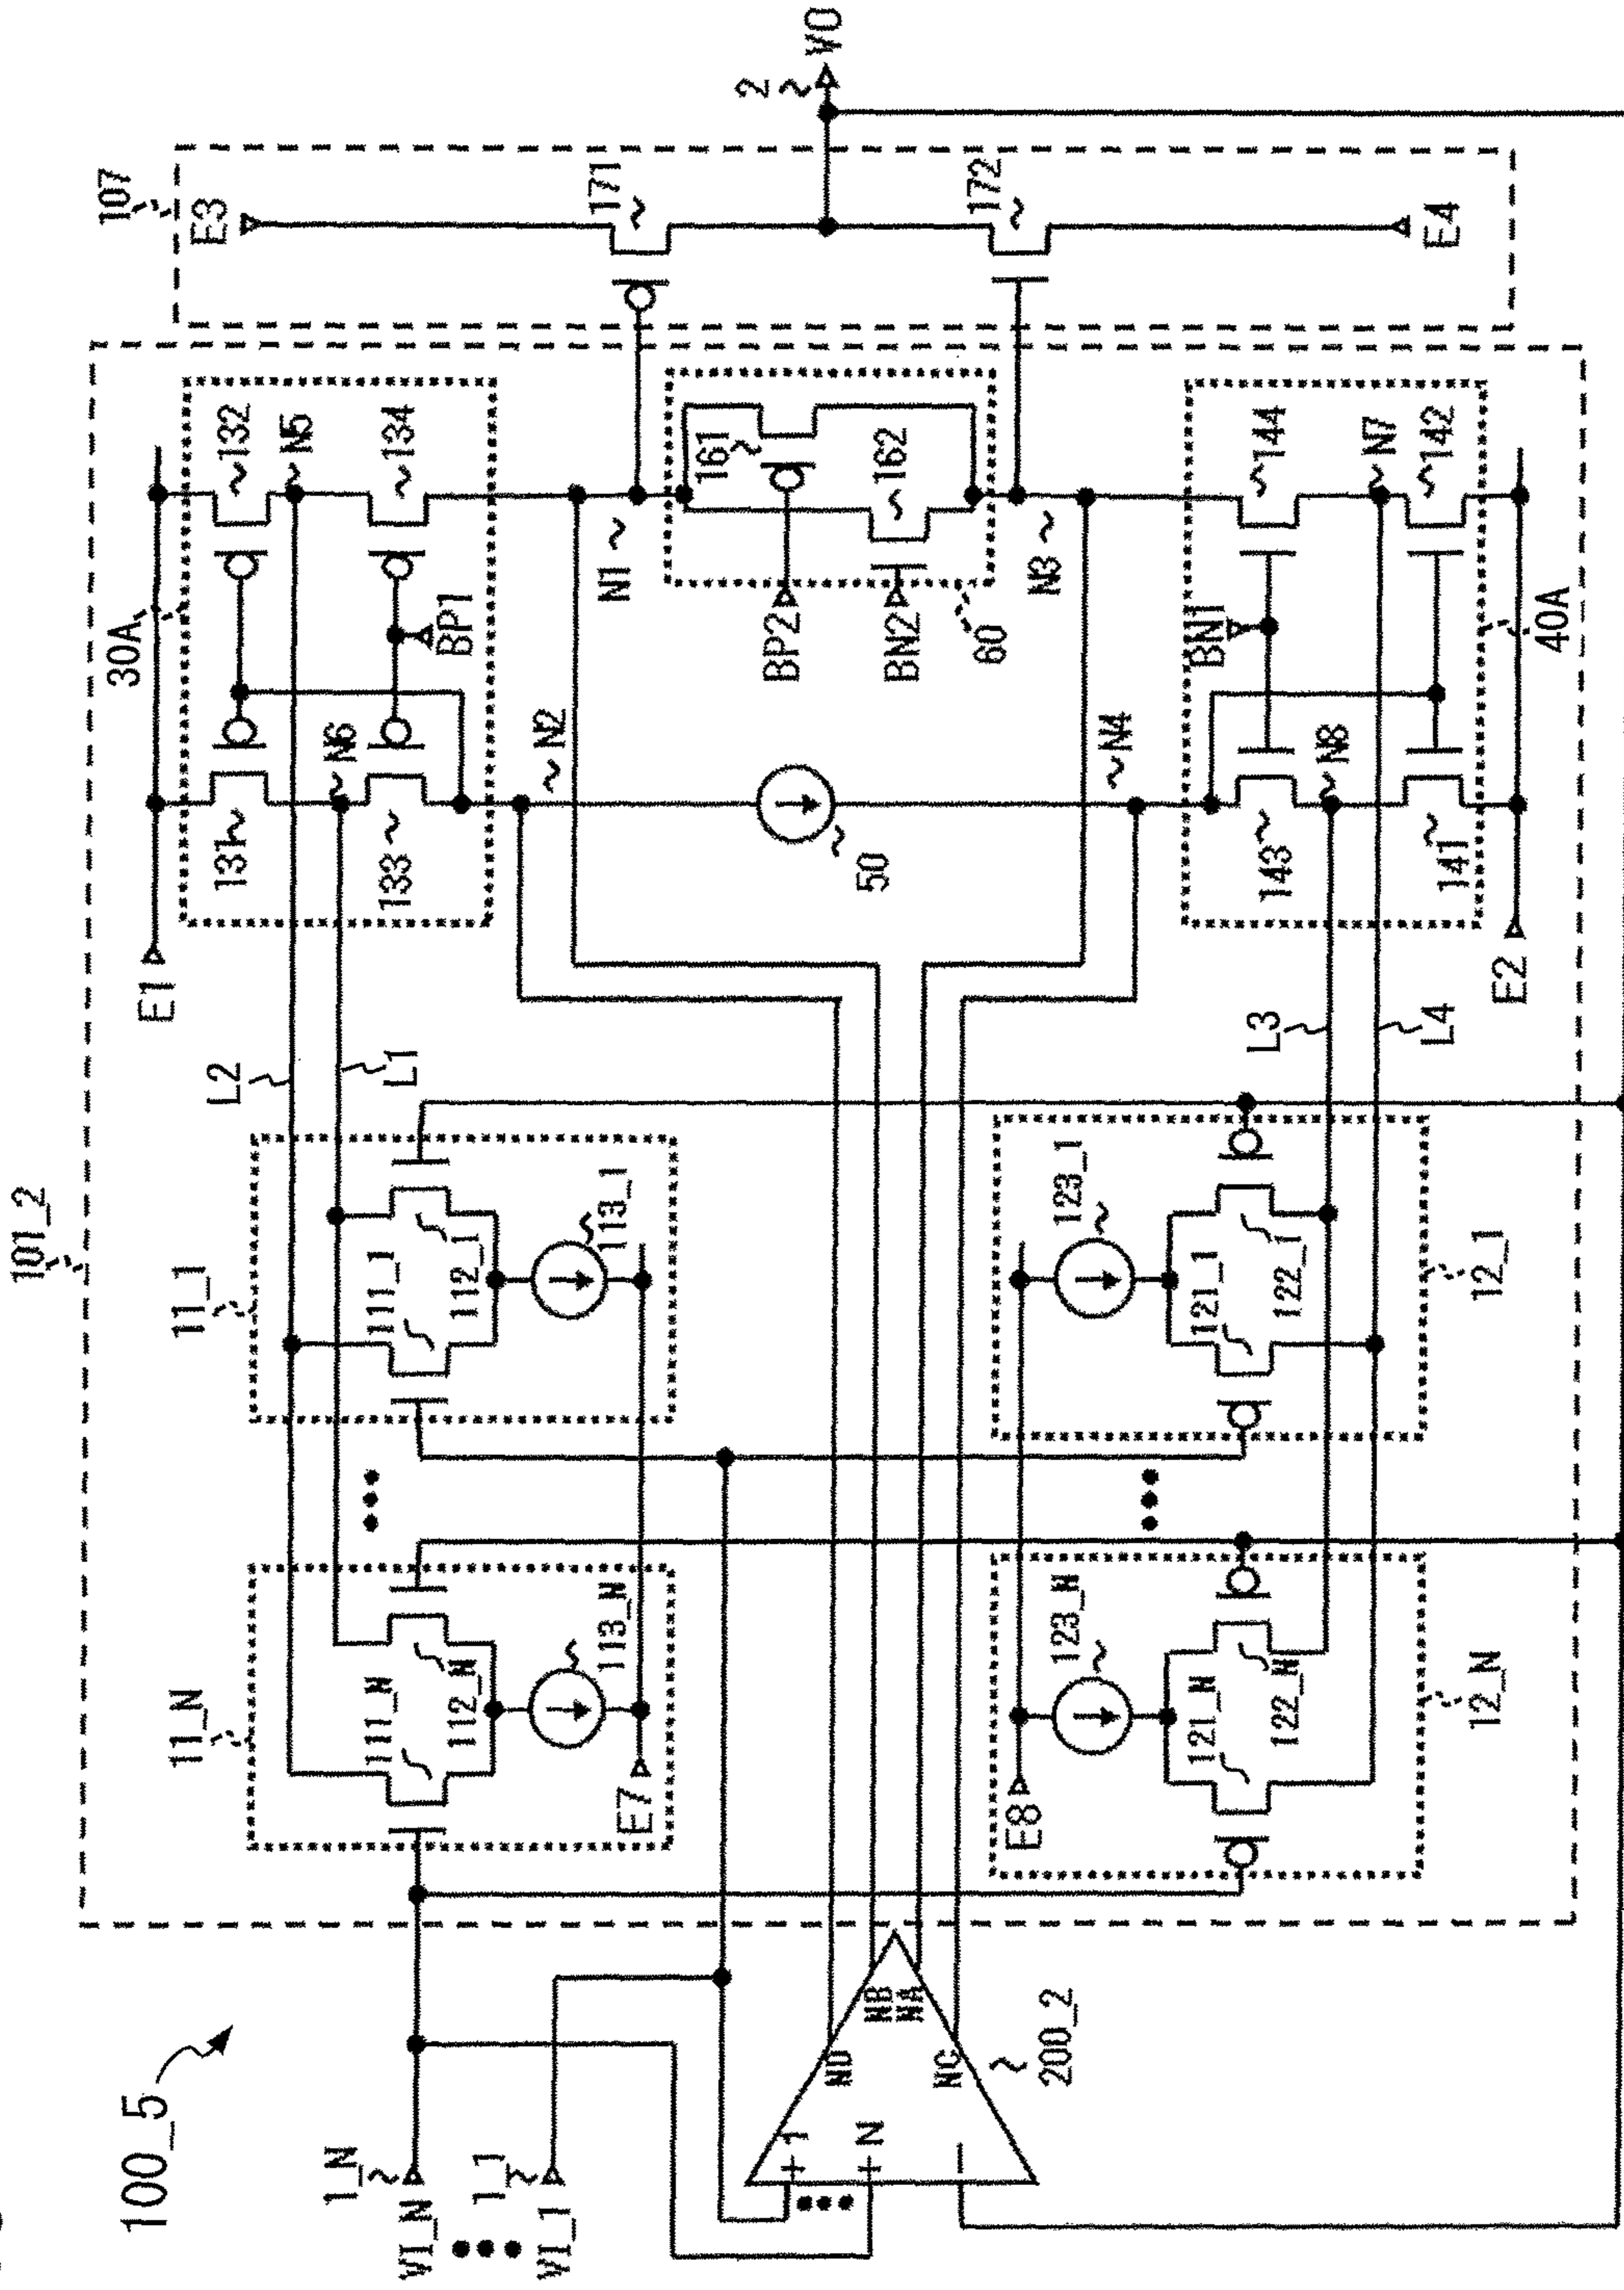 100_5
101_2
107
2
VO
E3
171
172
E4
30A
132
N5
134
131
N6
133
BP1
E1
N1
N2
161
162
BP2
BN2
60
50
N3
N4
144
N7
142
BN1
143
N8
141
40A
E2
L2
L1
L3
L4
11_1
111_1
112_1
113_1
123_1
121_1
122_1
12_1
11_N
111_N
112_N
113_N
E7
E8
123_N
121_N
122_N
12_N
1_N
VI_N
1_1
VI_1
+1
+N
−
ND
NB
NA
NC
200_2